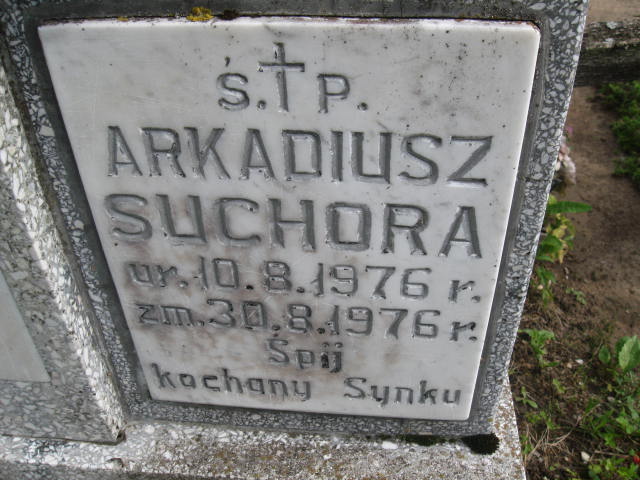 ś. † p.
ARKADIUSZ
SUCHORA
ur. 10.8.1976 r.
zm. 30.8.1976 r.
Śpij
kochany Synku